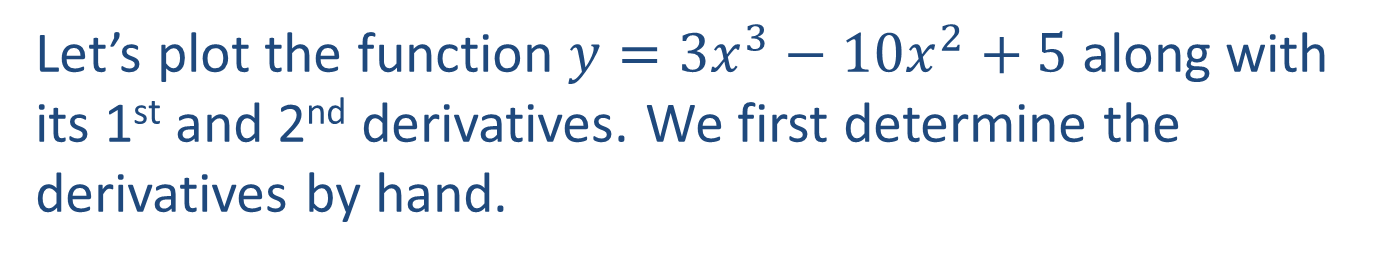 Let’s plot the function 𝑦 = 3𝑥³ − 10𝑥² + 5 along with
its 1ˢᵗ and 2ⁿᵈ derivatives. We first determine the
derivatives by hand.